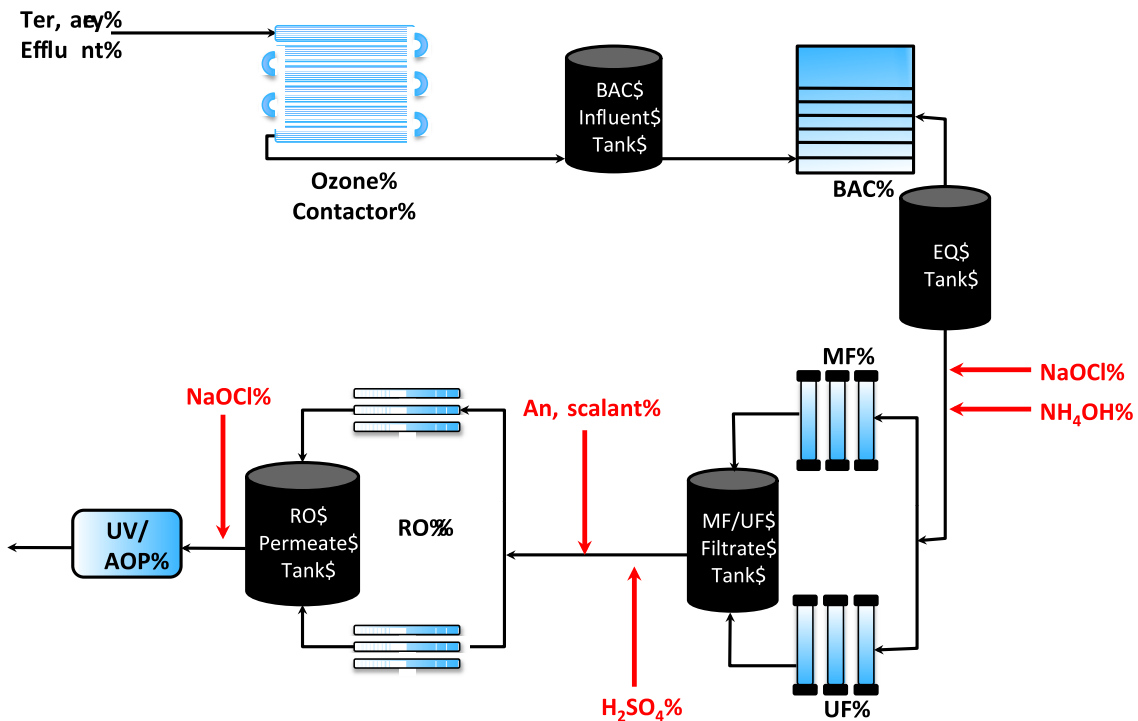 Ter, aey%
Efflu nt%
Ozone%
Contactor%
BAC$
Influent$
Tank$
BAC%
EQ$
Tank$
NaOCl%
NH₄OH%
MF%
UF%
MF/UF$
Filtrate$
Tank$
An, scalant%
H₂SO₄%
RO%%
RO$
Permeate$
Tank$
NaOCl%
UV/
AOP%